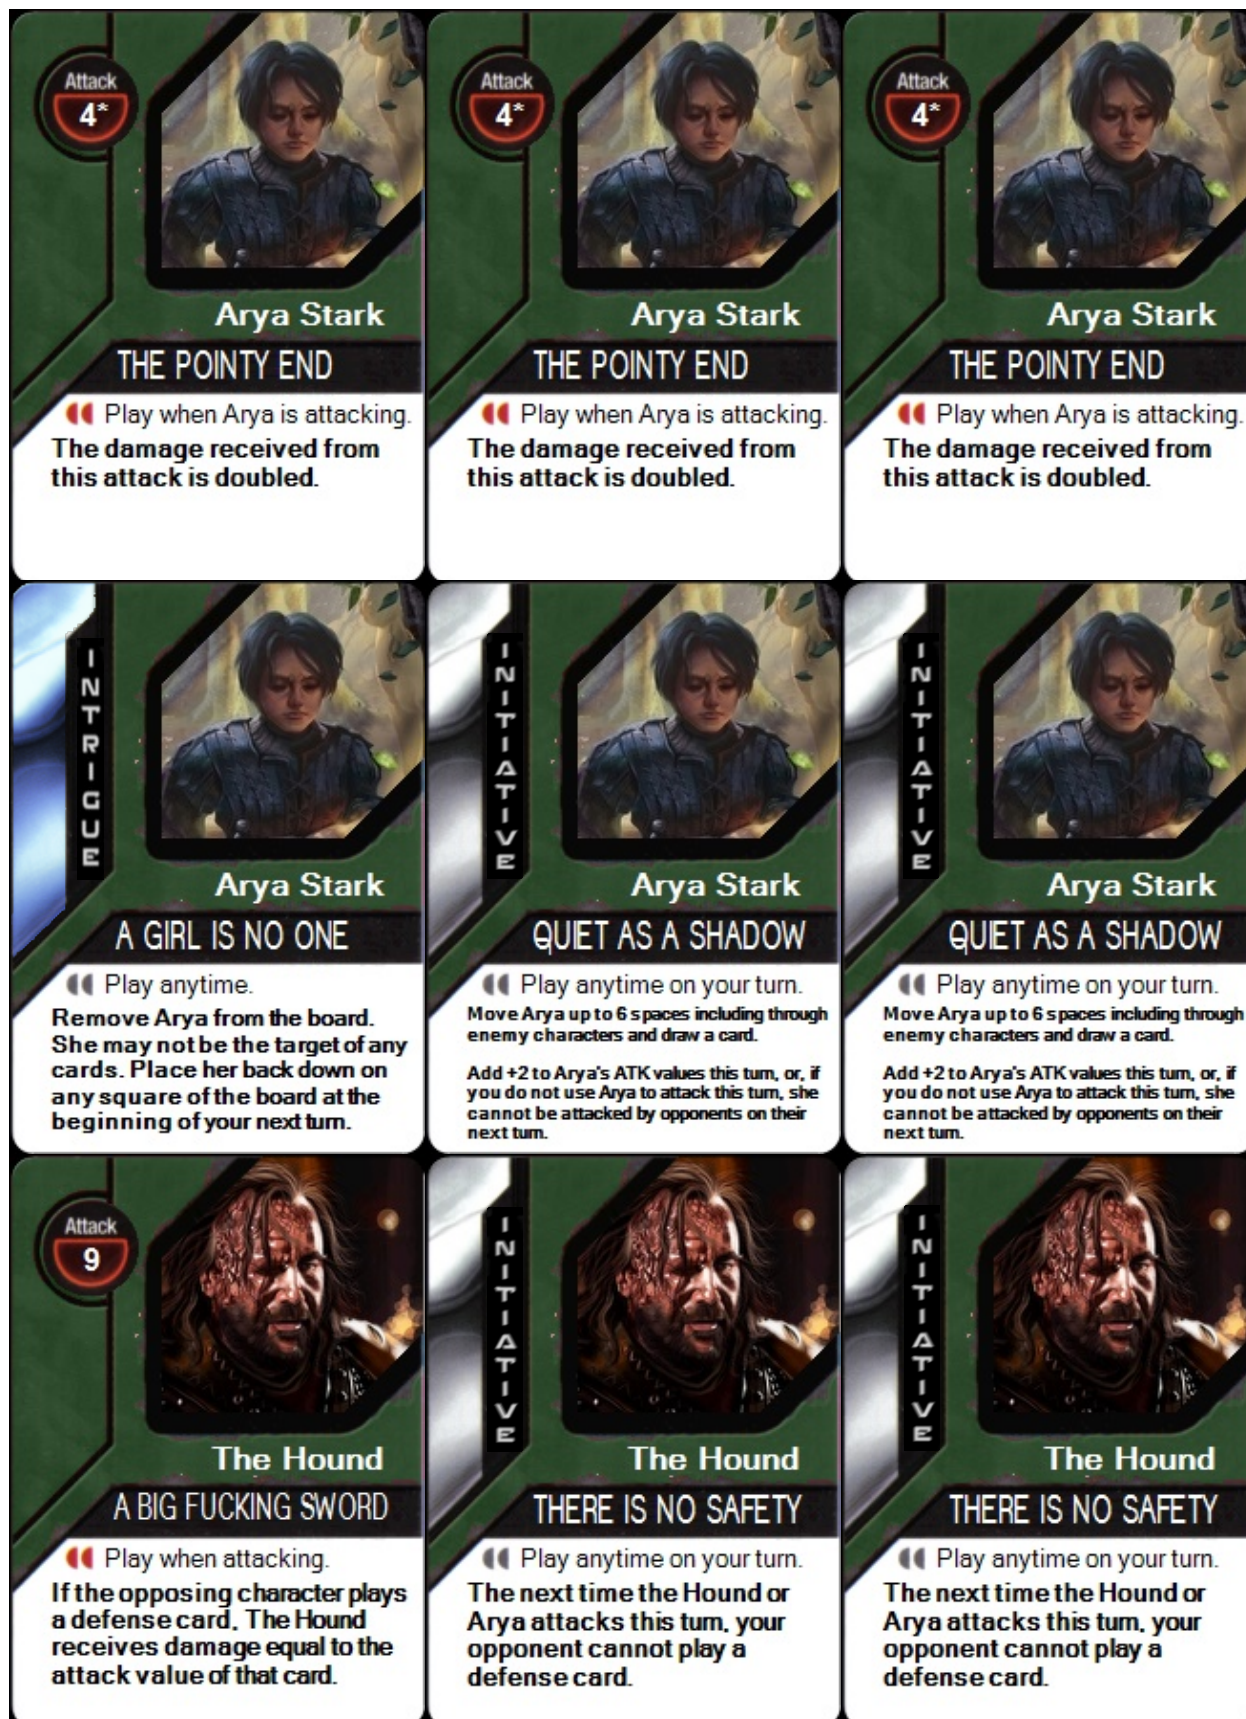 Attack
4*
Arya Stark
THE POINTY END
Play when Arya is attacking.
The damage received from
this attack is doubled.
Attack
4*
Arya Stark
THE POINTY END
Play when Arya is attacking.
The damage received from
this attack is doubled.
Attack
4*
Arya Stark
THE POINTY END
Play when Arya is attacking.
The damage received from
this attack is doubled.
INTRIGUE
Arya Stark
A GIRL IS NO ONE
Play anytime.
Remove Arya from the board.
She may not be the target of any
cards. Place her back down on
any square of the board at the
beginning of your next turn.
INITIATIVE
Arya Stark
QUIET AS A SHADOW
Play anytime on your turn.
Move Arya up to 6 spaces including through
enemy characters and draw a card.
Add +2 to Arya's ATK values this turn, or, if
you do not use Arya to attack this turn, she
cannot be attacked by opponents on their
next turn.
INITIATIVE
Arya Stark
QUIET AS A SHADOW
Play anytime on your turn.
Move Arya up to 6 spaces including through
enemy characters and draw a card.
Add +2 to Arya's ATK values this turn, or, if
you do not use Arya to attack this turn, she
cannot be attacked by opponents on their
next turn.
Attack
9
The Hound
A BIG FUCKING SWORD
Play when attacking.
If the opposing character plays
a defense card, The Hound
receives damage equal to the
attack value of that card.
INITIATIVE
The Hound
THERE IS NO SAFETY
Play anytime on your turn.
The next time the Hound or
Arya attacks this turn, your
opponent cannot play a
defense card.
INITIATIVE
The Hound
THERE IS NO SAFETY
Play anytime on your turn.
The next time the Hound or
Arya attacks this turn, your
opponent cannot play a
defense card.